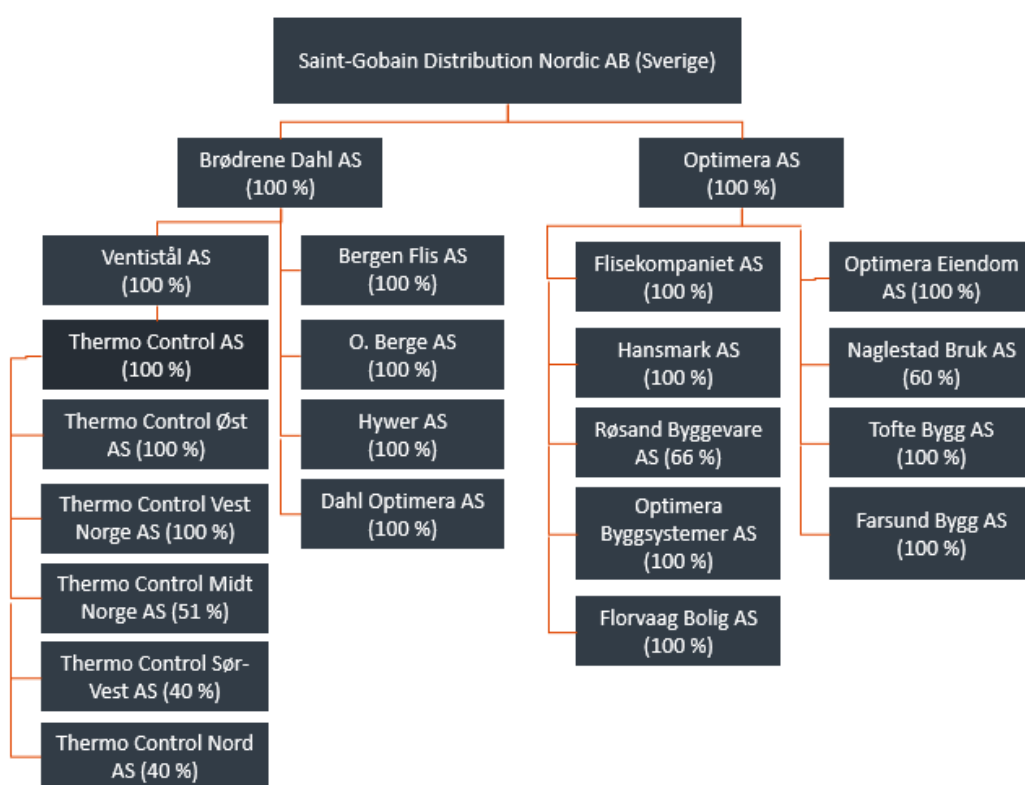 Saint-Gobain Distribution Nordic AB (Sverige)
Brødrene Dahl AS
(100 %)
Optimera AS
(100 %)
Ventistål AS
(100 %)
Thermo Control AS
(100 %)
Thermo Control Øst
AS (100 %)
Thermo Control Vest
Norge AS (100 %)
Thermo Control Midt
Norge AS (51 %)
Thermo Control Sør-
Vest AS (40 %)
Thermo Control Nord
AS (40 %)
Bergen Flis AS
(100 %)
O. Berge AS
(100 %)
Hywer AS
(100 %)
Dahl Optimera AS
(100 %)
Flisekompaniet AS
(100 %)
Hansmark AS
(100 %)
Røsand Byggevare
AS (66 %)
Optimera
Byggsystemer AS
(100 %)
Florvaag Bolig AS
(100 %)
Optimera Eiendom
AS (100 %)
Naglestad Bruk AS
(60 %)
Tofte Bygg AS
(100 %)
Farsund Bygg AS
(100 %)